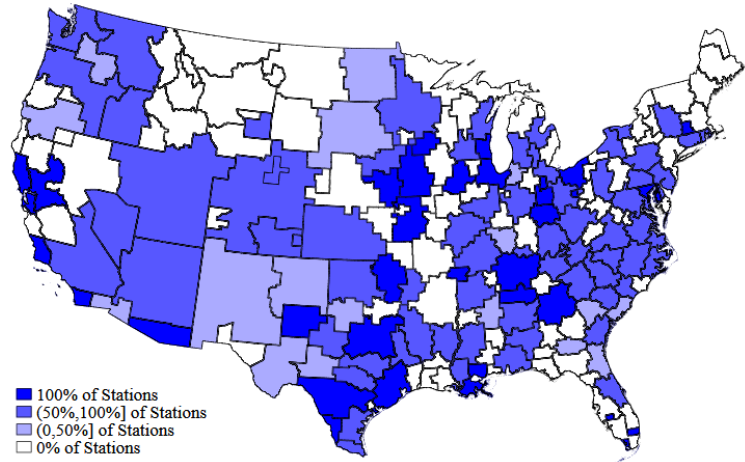 100% of Stations
(50%,100%] of Stations
(0,50%] of Stations
0% of Stations